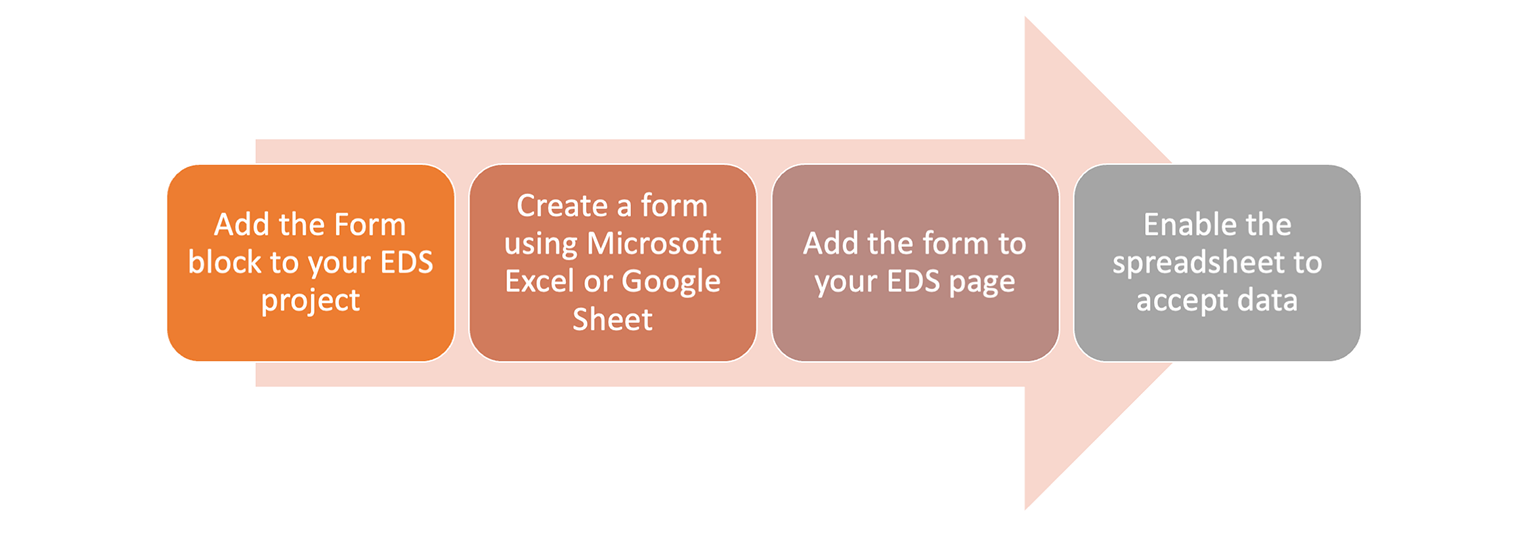 Add the Form
block to your EDS
project
Create a form
using Microsoft
Excel or Google
Sheet
Add the form to
your EDS page
Enable the
spreadsheet to
accept data